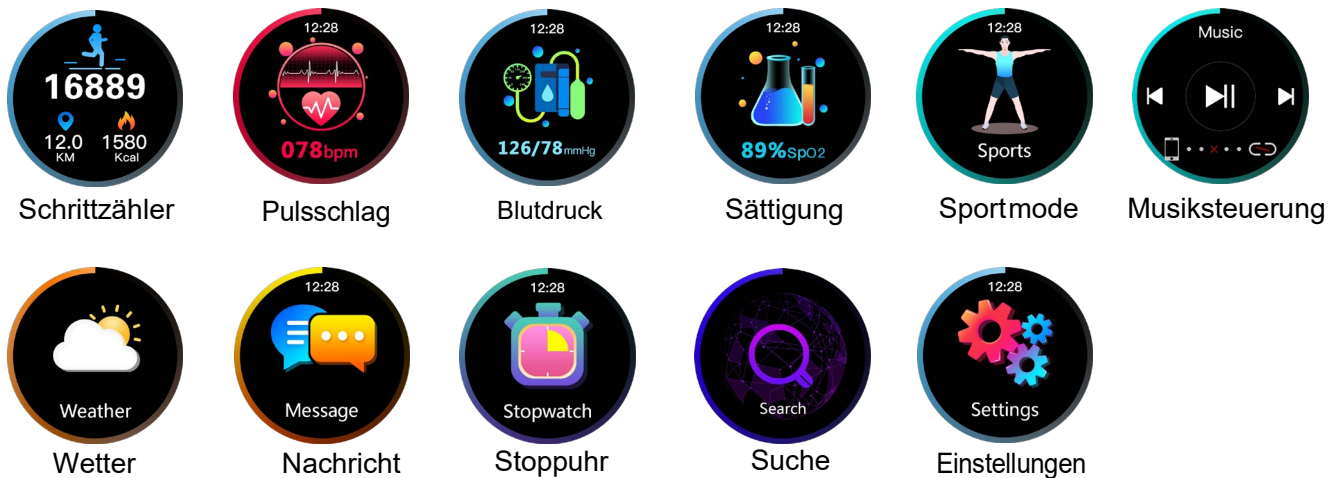 16889
12.0 1580
KM Kcal
Schrittzähler
12:28
078bpm
Pulsschlag
12:28
126/78mmHg
Blutdruck
12:28
89%SpO2
Sättigung
12:28
Sports
Sportmode
Music
Musiksteuerung
Weather
Wetter
12:28
Message
Nachricht
12:28
Stopwatch
Stoppuhr
Search
Suche
12:28
Settings
Einstellungen